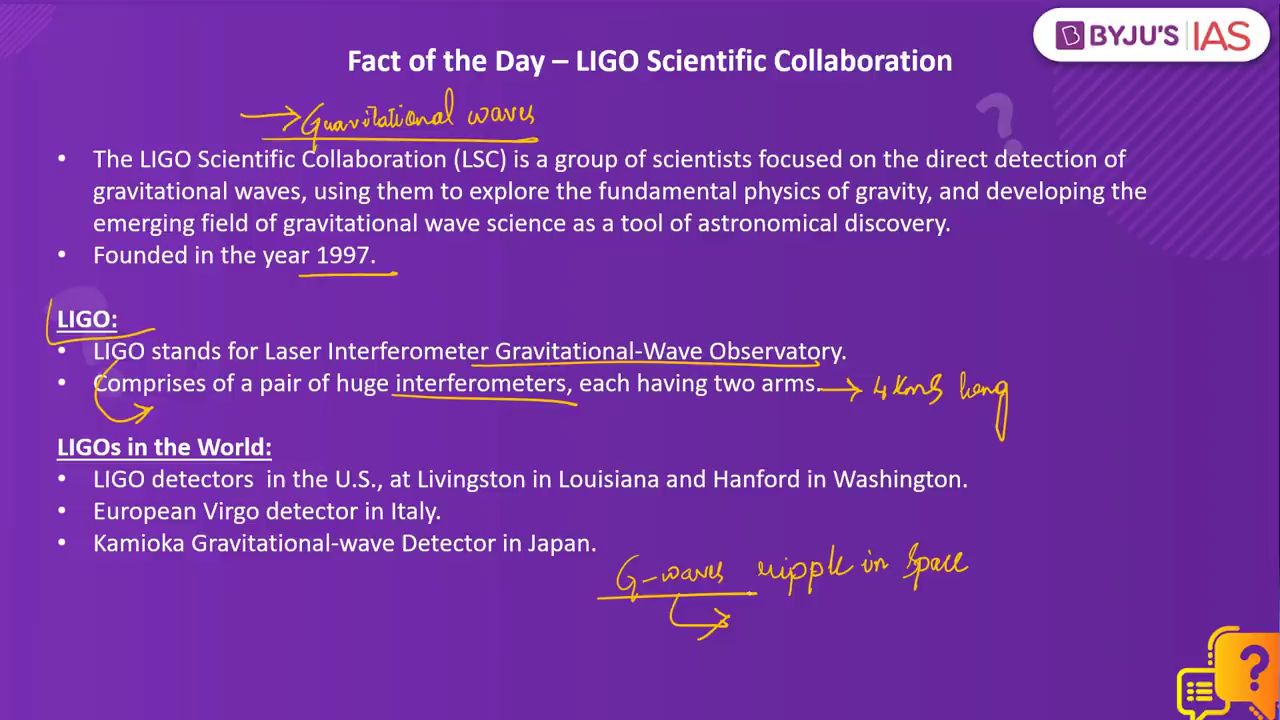 BYJU'S IAS
Fact of the Day – LIGO Scientific Collaboration
Gravitational waves
• The LIGO Scientific Collaboration (LSC) is a group of scientists focused on the direct detection of
gravitational waves, using them to explore the fundamental physics of gravity, and developing the
emerging field of gravitational wave science as a tool of astronomical discovery.
• Founded in the year 1997.
LIGO:
• LIGO stands for Laser Interferometer Gravitational-Wave Observatory.
• Comprises of a pair of huge interferometers, each having two arms. → 4 Kms long
LIGOs in the World:
• LIGO detectors in the U.S., at Livingston in Louisiana and Hanford in Washington.
• European Virgo detector in Italy.
• Kamioka Gravitational-wave Detector in Japan.
G-waves ripple in Space